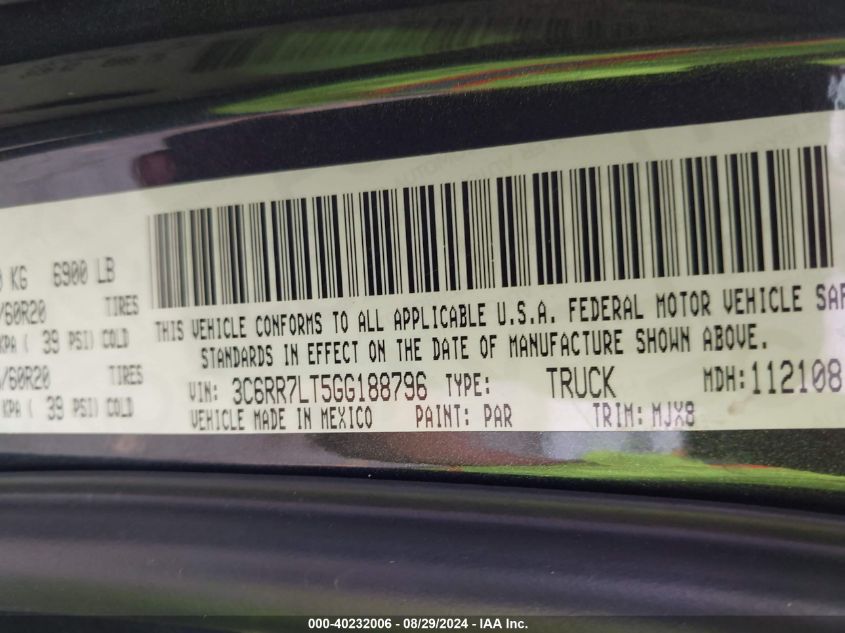 KG 6900 LB
/60R20 TIRES
KPA ( 39 PSI) COLD
/60R20
KPA ( 39 PSI) COLD
THIS VEHICLE CONFORMS TO ALL APPLICABLE U.S.A. FEDERAL MOTOR VEHICLE SAF
STANDARDS IN EFFECT ON THE DATE OF MANUFACTURE SHOWN ABOVE.
VIN: 3C6RR7LT5GG188796 TYPE: TRUCK MDH: 112108
VEHICLE MADE IN MEXICO PAINT: PAR TRIM: MJX8
000-40232006 - 08/29/2024 - IAA Inc.